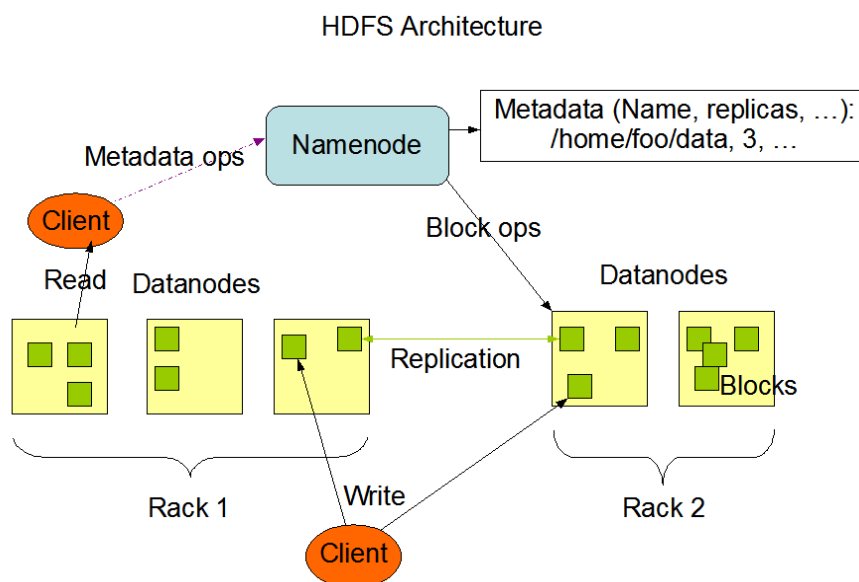 HDFS Architecture
Metadata (Name, replicas, …):
/home/foo/data, 3, …
Namenode
Metadata ops
Client
Block ops
Read
Datanodes
Datanodes
Replication
Blocks
Rack 1
Write
Rack 2
Client